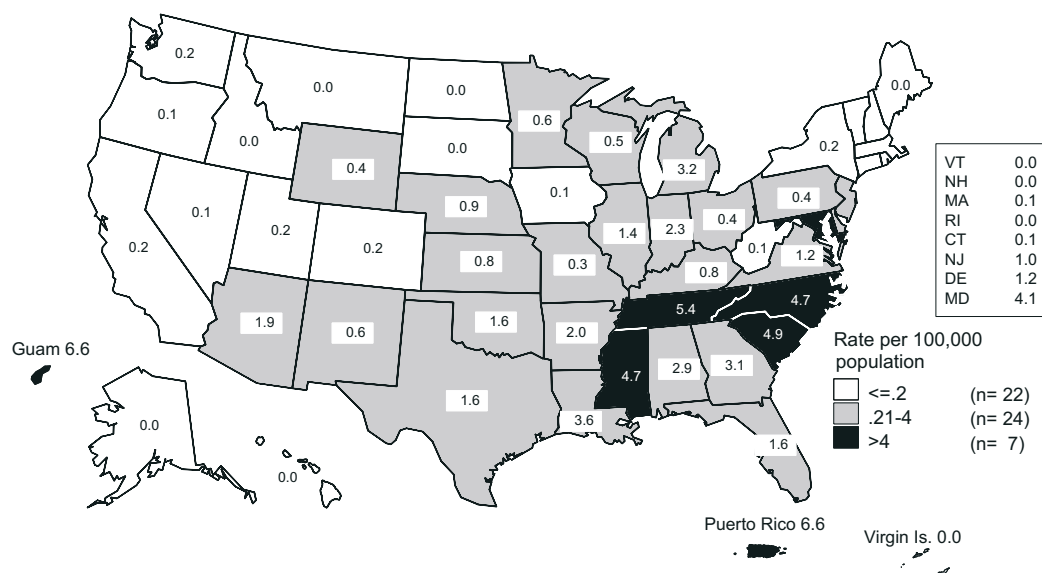 0.2
0.0
0.0
0.0
0.1
0.6
0.2
0.0
0.0
0.5
3.2
0.4
0.4
0.1
0.9
0.1
0.2
0.2
0.2
1.4
2.3
0.4
0.1
1.2
0.8
0.3
0.8
1.9
0.6
1.6
2.0
5.4
4.7
4.9
4.7
2.9
3.1
1.6
3.6
1.6
VT 0.0
NH 0.0
MA 0.1
RI 0.0
CT 0.1
NJ 1.0
DE 1.2
MD 4.1
Rate per 100,000
population
<=.2 (n= 22)
.21-4 (n= 24)
>4 (n= 7)
Guam 6.6
0.0
0.0
Puerto Rico 6.6
Virgin Is. 0.0